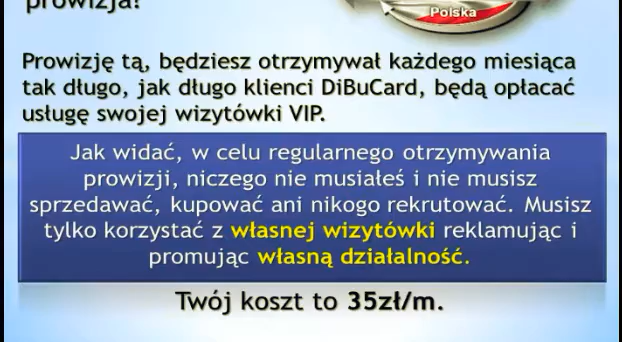 prowizja!
Polska
Prowizję tą, będziesz otrzymywał każdego miesiąca
tak długo, jak długo klienci DiBuCard, będą opłacać
usługę swojej wizytówki VIP.
Jak widać, w celu regularnego otrzymywania
prowizji, niczego nie musiałeś i nie musisz
sprzedawać, kupować ani nikogo rekrutować. Musisz
tylko korzystać z własnej wizytówki reklamując i
promując własną działalność.
Twój koszt to 35zł/m.